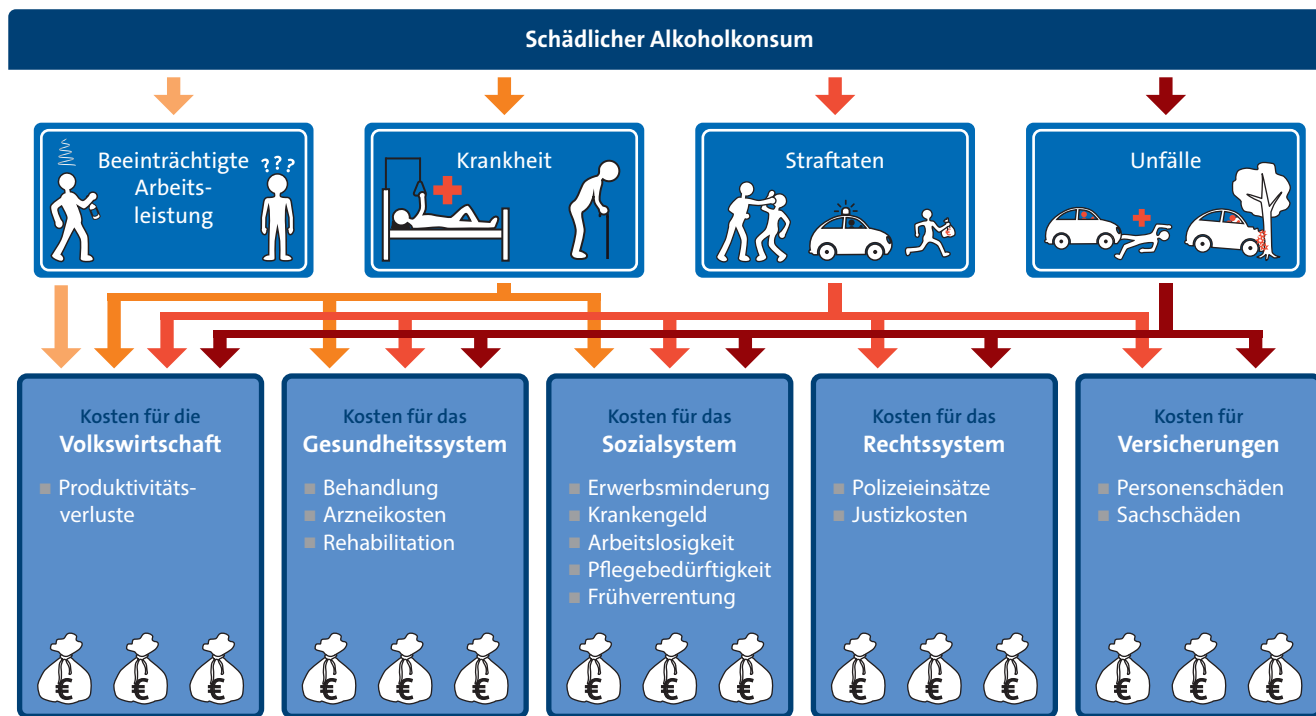 Schädlicher Alkoholkonsum
Beeinträchtigte
Arbeits-
leistung
???
Krankheit
Straftaten
Unfälle
Kosten für die
Volkswirtschaft
Produktivitäts-
verluste
€ € €
Kosten für das
Gesundheitssystem
Behandlung
Arzneikosten
Rehabilitation
€ € €
Kosten für das
Sozialsystem
Erwerbsminderung
Krankengeld
Arbeitslosigkeit
Pflegebedürftigkeit
Frühverrentung
€ € €
Kosten für das
Rechtssystem
Polizeieinsätze
Justizkosten
€ € €
Kosten für
Versicherungen
Personenschäden
Sachschäden
€ € €